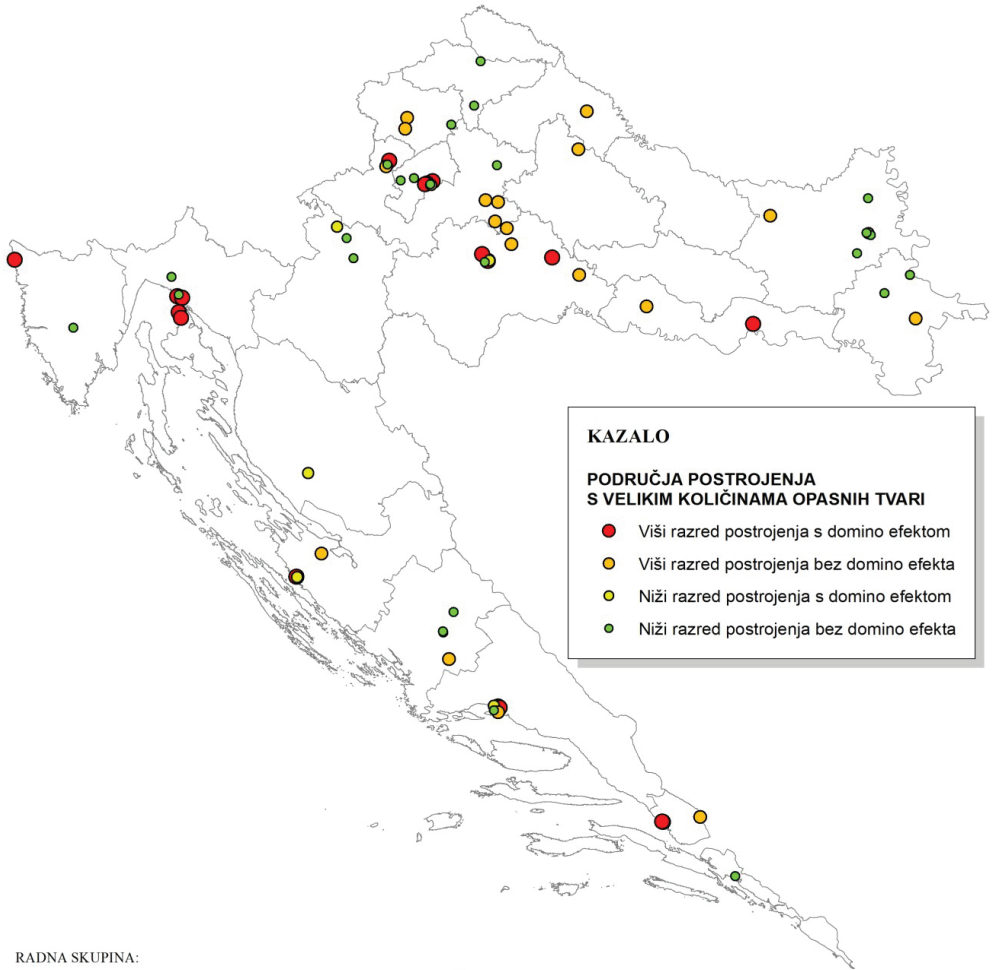 KAZALO
PODRUČJA POSTROJENJA
S VELIKIM KOLIČINAMA OPASNIH TVARI
Viši razred postrojenja s domino efektom
Viši razred postrojenja bez domino efekta
Niži razred postrojenja s domino efektom
Niži razred postrojenja bez domino efekta
RADNA SKUPINA: